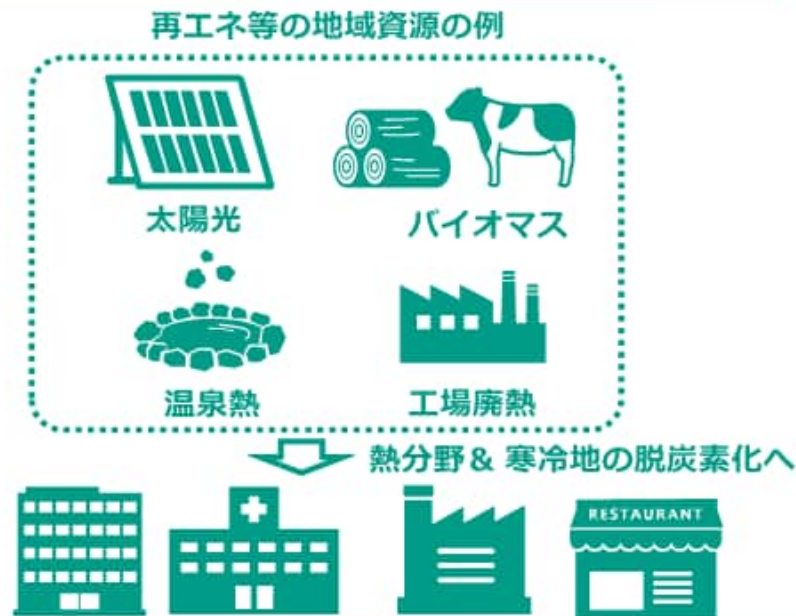 再エネ等の地域資源の例
太陽光
バイオマス
温泉熱
工場廃熱
熱分野& 寒冷地の脱炭素化へ
RESTAURANT